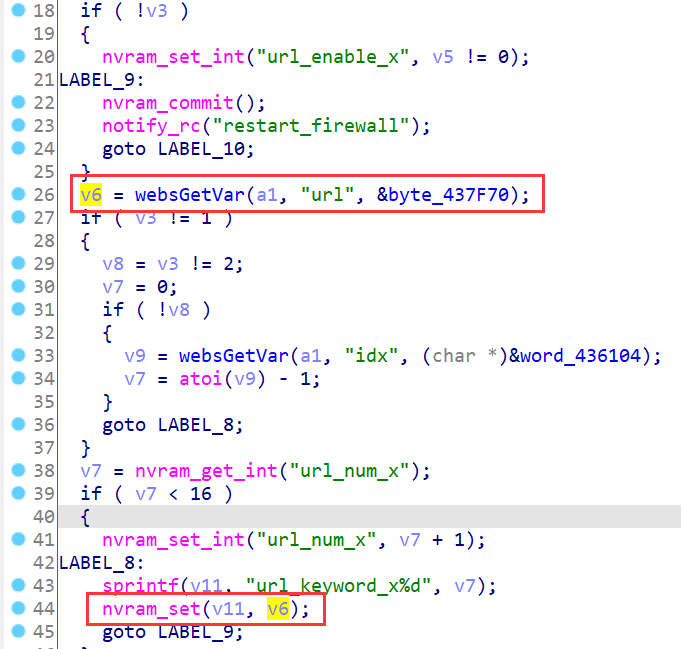 18 if ( !v3 )
19 {
20 nvram_set_int("url_enable_x", v5 != 0);
21 LABEL_9:
22 nvram_commit();
23 notify_rc("restart_firewall");
24 goto LABEL_10;
25 }
26 v6 = websGetVar(a1, "url", &byte_437F70);
27 if ( v3 != 1 )
28 {
29 v8 = v3 != 2;
30 v7 = 0;
31 if ( !v8 )
32 {
33 v9 = websGetVar(a1, "idx", (char *)&word_436104);
34 v7 = atoi(v9) - 1;
35 }
36 goto LABEL_8;
37 }
38 v7 = nvram_get_int("url_num_x");
39 if ( v7 < 16 )
40 {
41 nvram_set_int("url_num_x", v7 + 1);
42 LABEL_8:
43 sprintf(v11, "url_keyword_x%d", v7);
44 nvram_set(v11, v6);
45 goto LABEL_9;